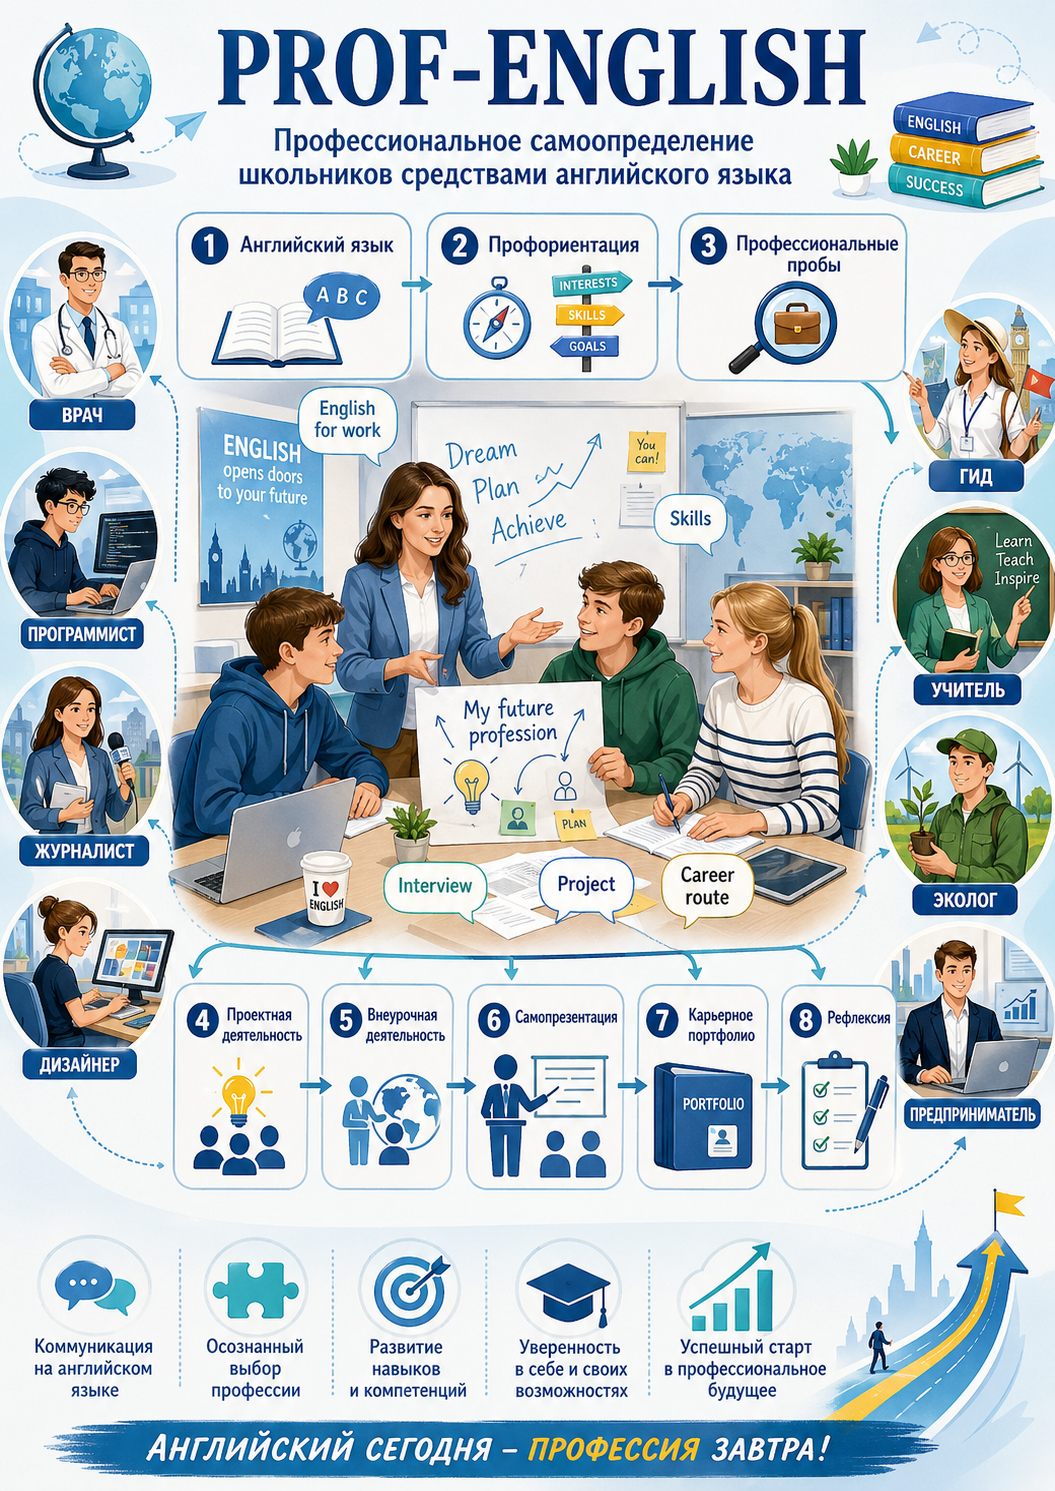 PROF-ENGLISH
Профессиональное самоопределение
школьников средствами английского языка
ENGLISH
CAREER
SUCCESS
1 Английский язык
A B C
2 Профориентация
INTERESTS
SKILLS
GOALS
3 Профессиональные
пробы
ВРАЧ
ПРОГРАММИСТ
ЖУРНАЛИСТ
ДИЗАЙНЕР
ГИД
Learn
Teach
Inspire
УЧИТЕЛЬ
ЭКОЛОГ
ПРЕДПРИНИМАТЕЛЬ
English
for work
ENGLISH
opens doors
to your future
Dream
Plan
Achieve
You
can!
Skills
My future
profession
PLAN
I ❤
ENGLISH
Interview
Project
Career
route
4 Проектная
деятельность
5 Внеурочная
деятельность
6 Самопрезентация
7 Карьерное
портфолио
PORTFOLIO
8 Рефлексия
Коммуникация
на английском
языке
Осознанный
выбор
профессии
Развитие
навыков
и компетенций
Уверенность
в себе и своих
возможностях
Успешный старт
в профессиональное
будущее
Английский сегодня – профессия завтра!